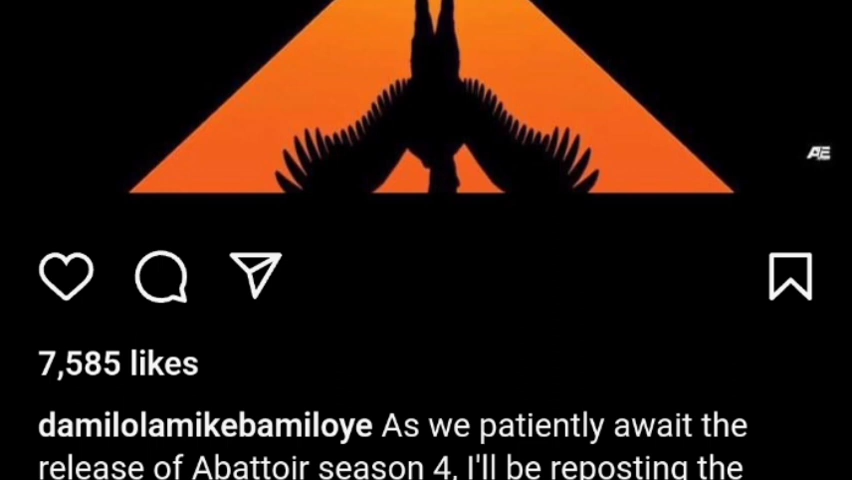 AE
7,585 likes
damilolamikebamiloye As we patiently await the
release of Abattoir season 4, I'll be reposting the